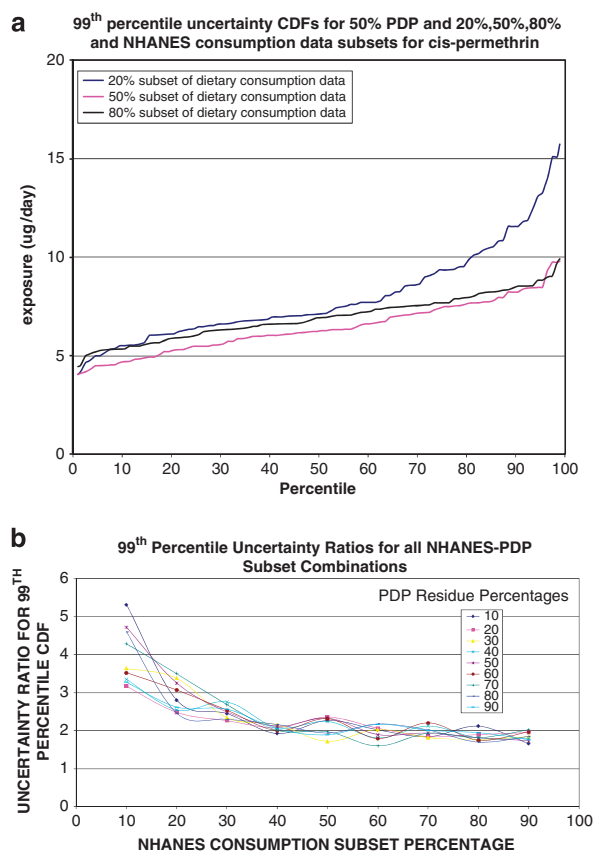 a
99th percentile uncertainty CDFs for 50% PDP and 20%,50%,80%
and NHANES consumption data subsets for cis-permethrin
20% subset of dietary consumption data
50% subset of dietary consumption data
80% subset of dietary consumption data
exposure (ug/day)
20
15
10
5
0
0 10 20 30 40 50 60 70 80 90 100
Percentile
b
99th Percentile Uncertainty Ratios for all NHANES-PDP
Subset Combinations
PDP Residue Percentages
10
20
30
40
50
60
70
80
90
UNCERTAINTY RATIO FOR 99TH
PERCENTILE CDF
6
5
4
3
2
1
0
0 10 20 30 40 50 60 70 80 90 100
NHANES CONSUMPTION SUBSET PERCENTAGE